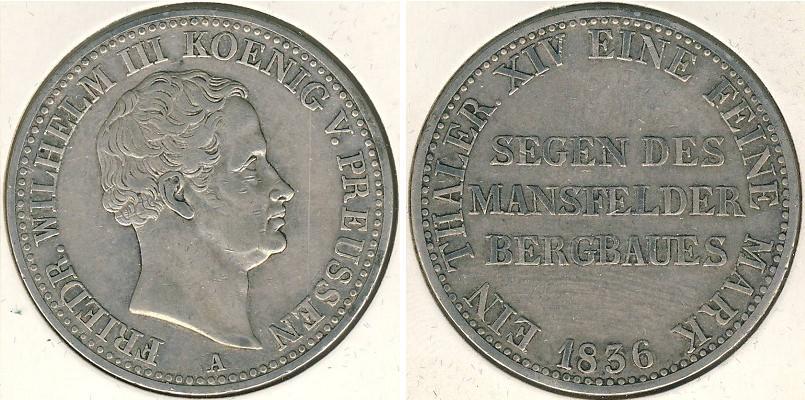 FRIEDR. WILHELM III KOENIG V. PREUSSEN
A
EIN THALER. XIV EINE FEINE MARK
SEGEN DES
MANSFELDER
BERGBAUES
1836